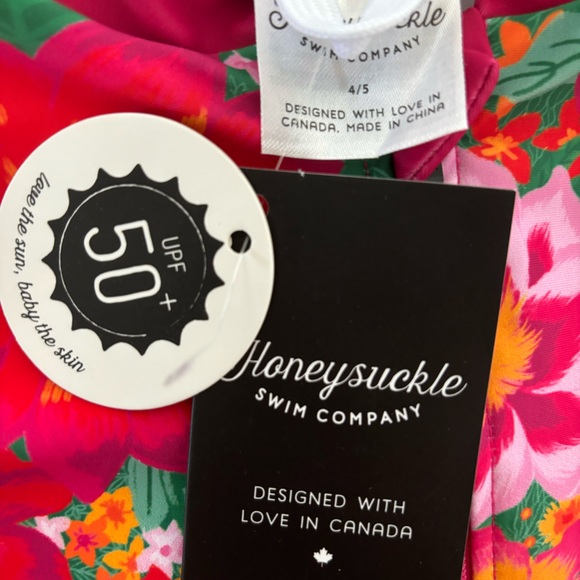 Honeysuckle
SWIM COMPANY
4/5
DESIGNED WITH LOVE IN
CANADA. MADE IN CHINA
UPF
50+
love the sun, baby the skin
Honeysuckle
SWIM COMPANY
DESIGNED WITH
LOVE IN CANADA